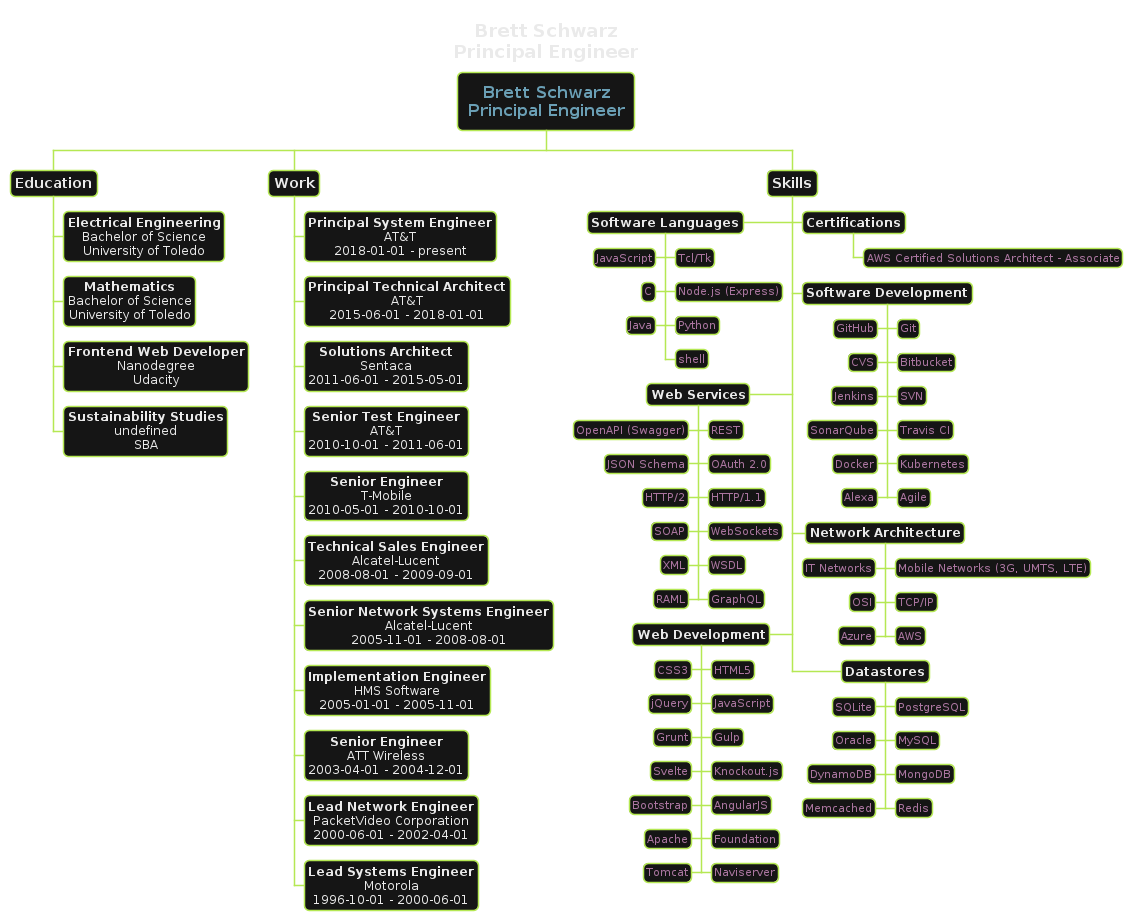 Brett Schwarz
Principal Engineer
Brett Schwarz
Principal Engineer
Education
Electrical Engineering
Bachelor of Science
University of Toledo
Mathematics
Bachelor of Science
University of Toledo
Frontend Web Developer
Nanodegree
Udacity
Sustainability Studies
undefined
SBA
Work
Principal System Engineer
AT&T
2018-01-01 - present
Principal Technical Architect
AT&T
2015-06-01 - 2018-01-01
Solutions Architect
Sentaca
2011-06-01 - 2015-05-01
Senior Test Engineer
AT&T
2010-10-01 - 2011-06-01
Senior Engineer
T-Mobile
2010-05-01 - 2010-10-01
Technical Sales Engineer
Alcatel-Lucent
2008-08-01 - 2009-09-01
Senior Network Systems Engineer
Alcatel-Lucent
2005-11-01 - 2008-08-01
Implementation Engineer
HMS Software
2005-01-01 - 2005-11-01
Senior Engineer
ATT Wireless
2003-04-01 - 2004-12-01
Lead Network Engineer
PacketVideo Corporation
2000-06-01 - 2002-04-01
Lead Systems Engineer
Motorola
1996-10-01 - 2000-06-01
Skills
Software Languages
JavaScript
Tcl/Tk
C
Node.js (Express)
Java
Python
shell
Web Services
OpenAPI (Swagger)
REST
JSON Schema
OAuth 2.0
HTTP/2
HTTP/1.1
SOAP
WebSockets
XML
WSDL
RAML
GraphQL
Web Development
CSS3
HTML5
jQuery
JavaScript
Grunt
Gulp
Svelte
Knockout.js
Bootstrap
AngularJS
Apache
Foundation
Tomcat
Naviserver
Certifications
AWS Certified Solutions Architect - Associate
Software Development
GitHub
Git
CVS
Bitbucket
Jenkins
SVN
SonarQube
Travis CI
Docker
Kubernetes
Alexa
Agile
Network Architecture
IT Networks
Mobile Networks (3G, UMTS, LTE)
OSI
TCP/IP
Azure
AWS
Datastores
SQLite
PostgreSQL
Oracle
MySQL
DynamoDB
MongoDB
Memcached
Redis